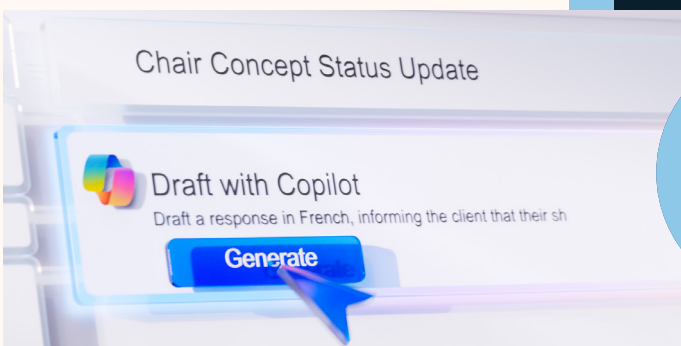 Chair Concept Status Update
Draft with Copilot
Draft a response in French, informing the client that their sh
Generate